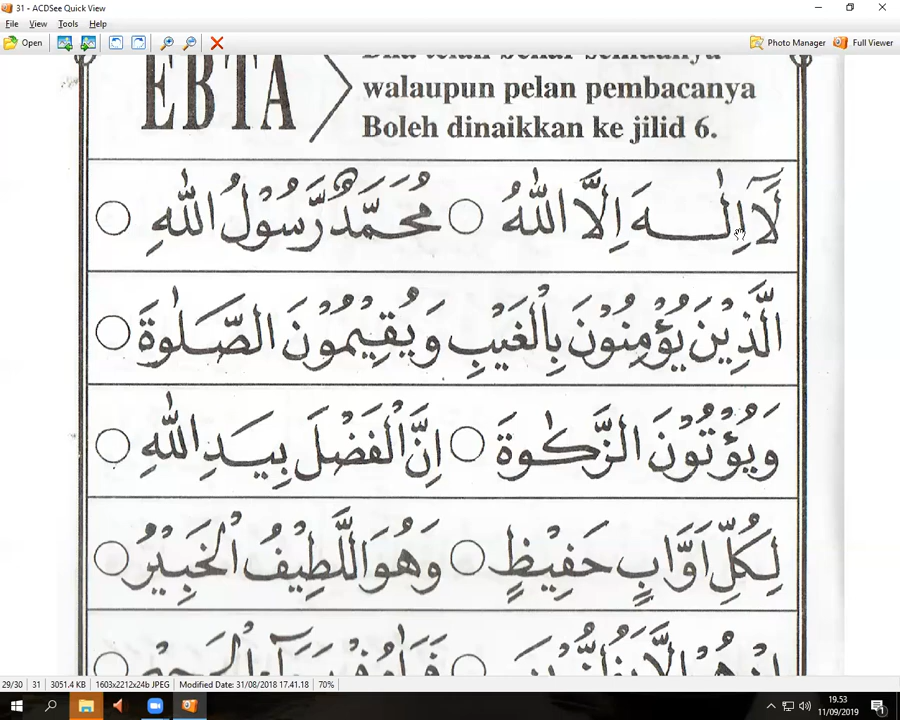 31 - ACDSee Quick View
File View Tools Help
Open Photo Manager Full Viewer
EBTA
walaupun pelan pembacanya
Boleh dinaikkan ke jilid 6.
لَآ اِلٰهَ اِلَّا اللّٰهُ ○ مُحَمَّدٌ رَّسُوْلُ اللّٰهِ ○
الَّذِيْنَ يُؤْمِنُوْنَ بِالْغَيْبِ وَيُقِيْمُوْنَ الصَّلٰوةَ ○
وَيُؤْتُوْنَ الزَّكٰوةَ ○ اِنَّ الْفَضْلَ بِيَدِ اللّٰهِ ○
لِكُلِّ اَوَّابٍ حَفِيْظٍ ○ وَهُوَ اللَّطِيْفُ الْخَبِيْرُ ○
29/30 31 3051.4 KB 1603x2212x24b JPEG Modified Date: 31/08/2018 17.41.18 70%
19.53
11/09/2019
1